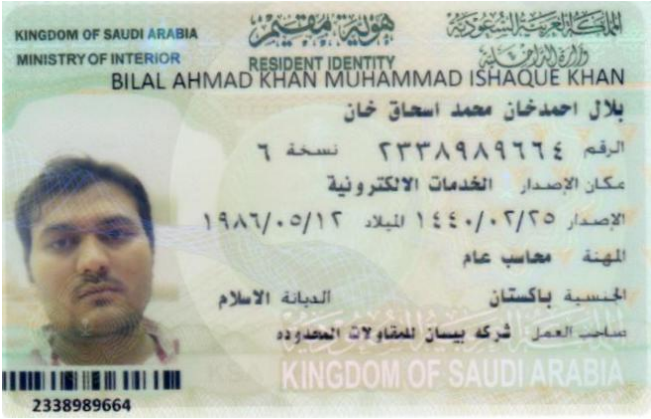 KINGDOM OF SAUDI ARABIA هوية مقيم المملكة العربية السعودية
MINISTRY OF INTERIOR RESIDENT IDENTITY وزارة الداخلية
BILAL AHMAD KHAN MUHAMMAD ISHAQUE KHAN
بلال احمدخان محمد اسحاق خان
الرقم ٢٣٣٨٩٨٩٦٦٤ نسخة ٦
مكان الإصدار الخدمات الالكترونية
الإصدار ١٤٤٠/٠٢/٢٥ الميلاد ١٩٨٦/٠٥/١٢
المهنة محاسب عام
الجنسية باكستان الديانة الاسلام
صاحب العمل شركه بيسان للمقاولات المحدوده
KINGDOM OF SAUDI ARABIA
2338989664